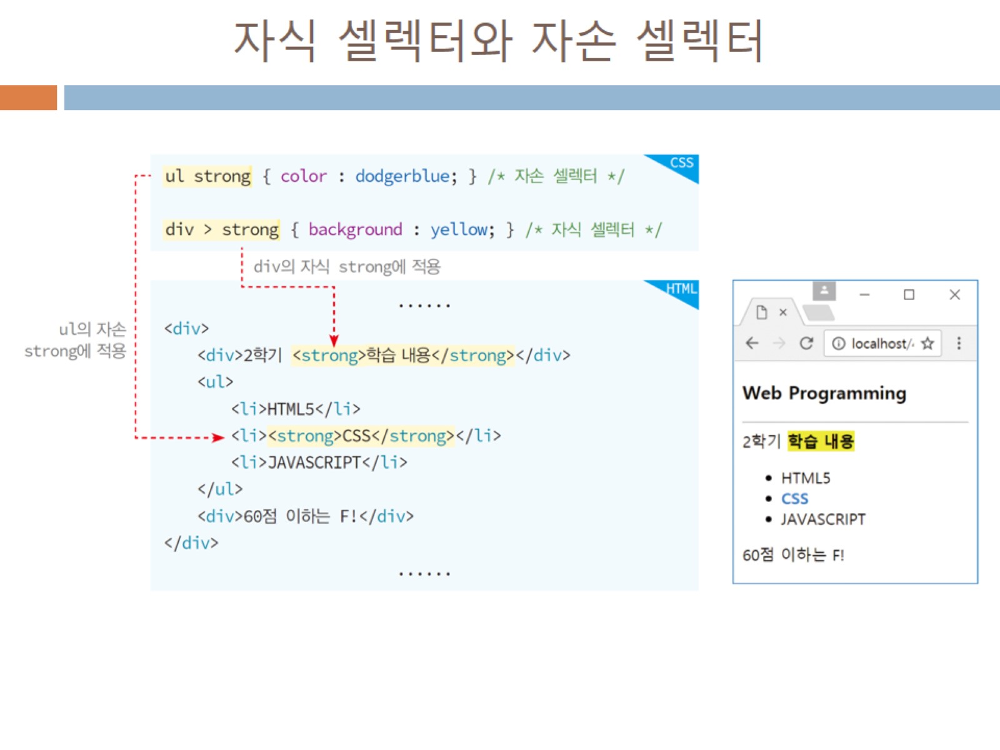 자식 셀렉터와 자손 셀렉터
CSS
ul strong { color : dodgerblue; } /* 자손 셀렉터 */
div > strong { background : yellow; } /* 자식 셀렉터 */
div의 자식 strong에 적용
HTML
......
ul의 자손
strong에 적용
<div>
<div>2학기 <strong>학습 내용</strong></div>
<ul>
<li>HTML5</li>
<li><strong>CSS</strong></li>
<li>JAVASCRIPT</li>
</ul>
<div>60점 이하는 F!</div>
</div>
......
localhost/
Web Programming
2학기 학습 내용
• HTML5
• CSS
• JAVASCRIPT
60점 이하는 F!